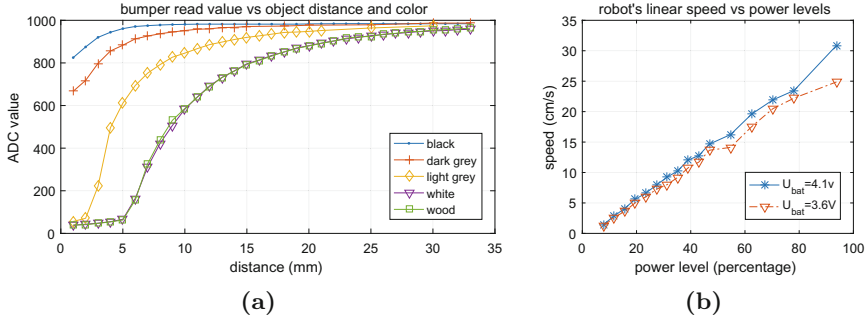 bumper read value vs object distance and color
1000
800
600
400
200
0
ADC value
black
dark grey
light grey
white
wood
0 5 10 15 20 25 30 35
distance (mm)
(a)
robot's linear speed vs power levels
35
30
25
20
15
10
5
0
speed (cm/s)
U_bat=4.1v
U_bat=3.6V
0 20 40 60 80 100
power level (percentage)
(b)